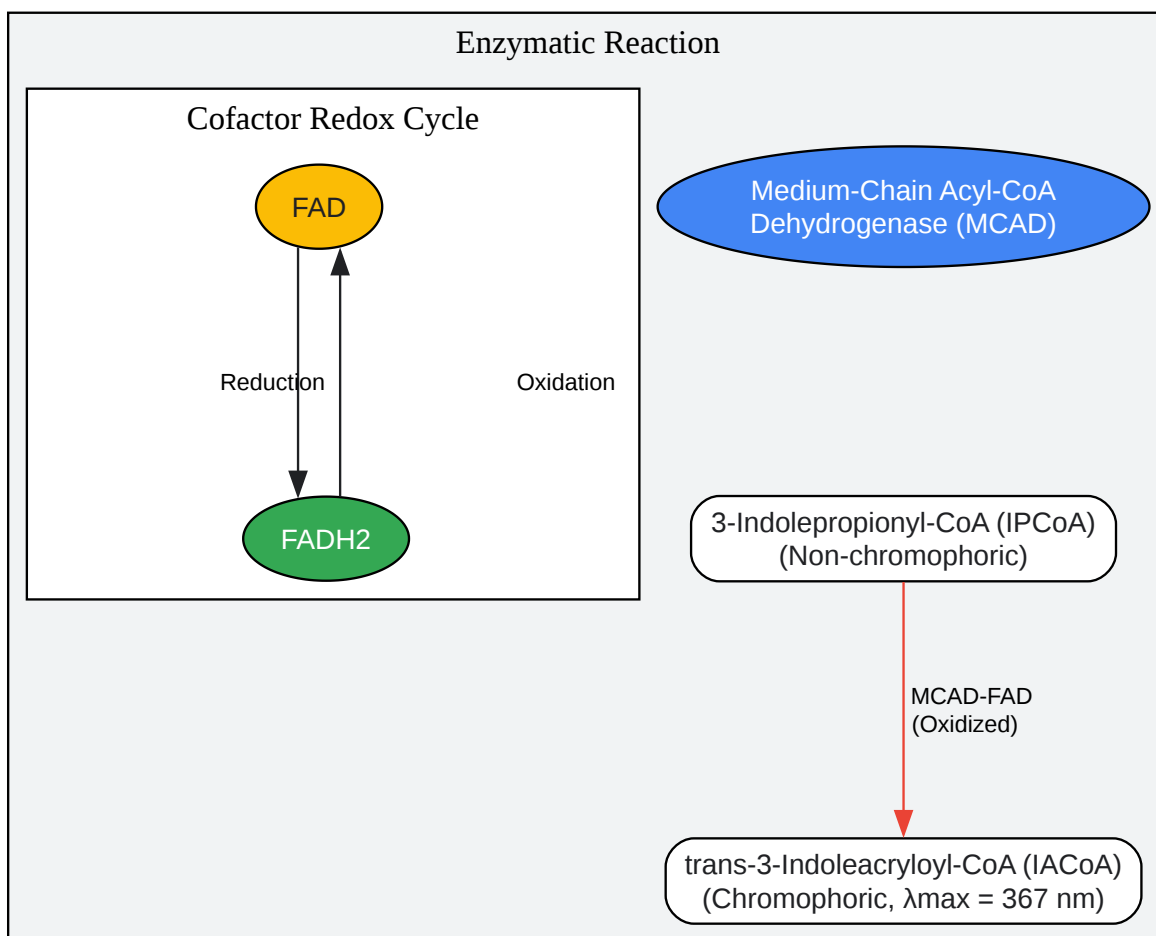 Enzymatic Reaction
Cofactor Redox Cycle
FAD
Medium-Chain Acyl-CoA
Dehydrogenase (MCAD)
Reduction
Oxidation
FADH2
3-Indolepropionyl-CoA (IPCoA)
(Non-chromophoric)
MCAD-FAD
(Oxidized)
trans-3-Indoleacryloyl-CoA (IACoA)
(Chromophoric, λmax = 367 nm)